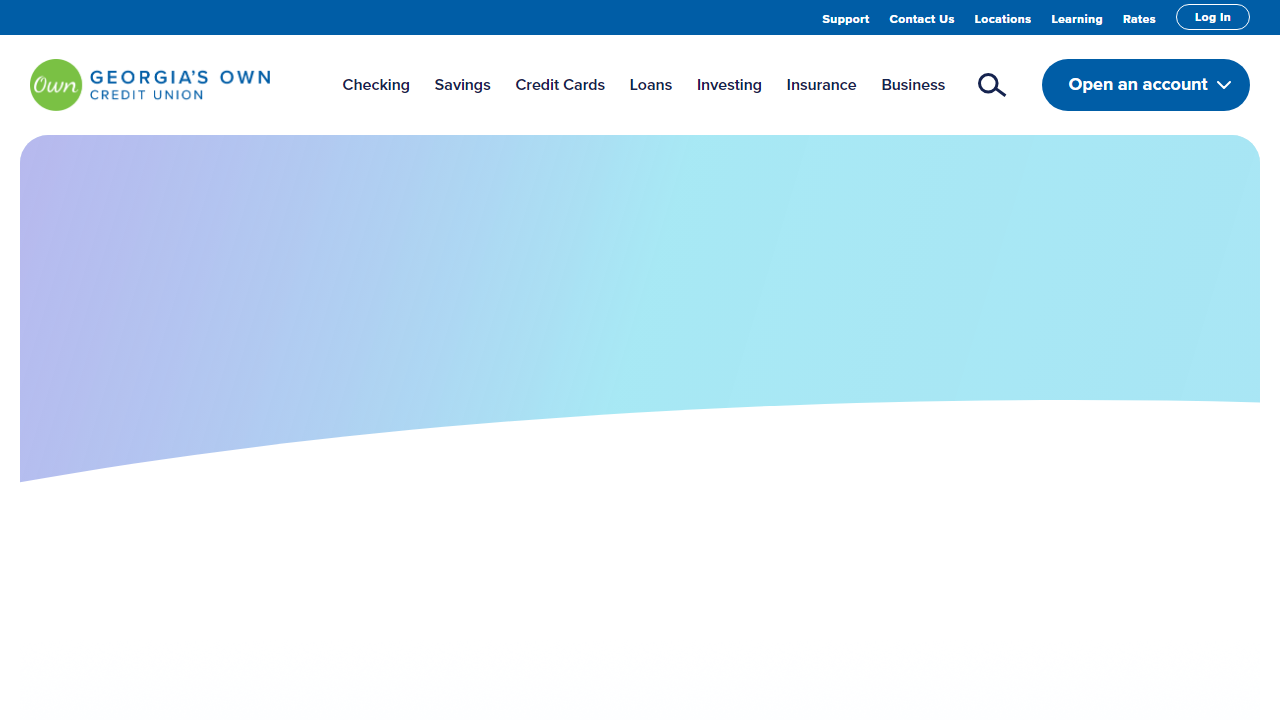 Support Contact Us Locations Learning Rates Log In
Own GEORGIA'S OWN
CREDIT UNION
Checking Savings Credit Cards Loans Investing Insurance Business Open an account